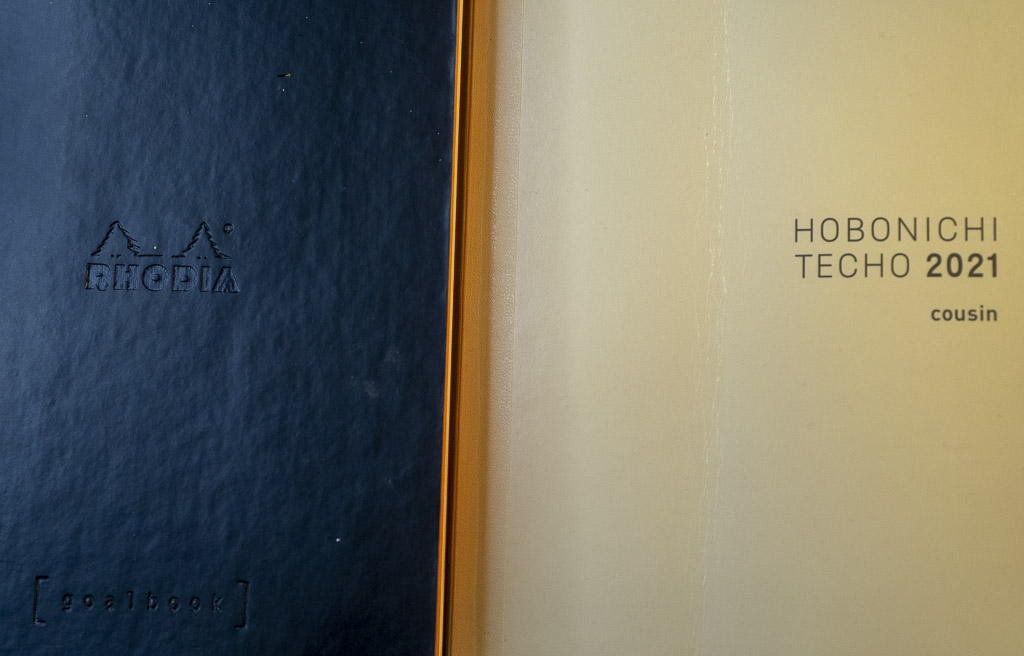 RHODIA
[goalbook]
HOBONICHI
TECHO 2021
cousin